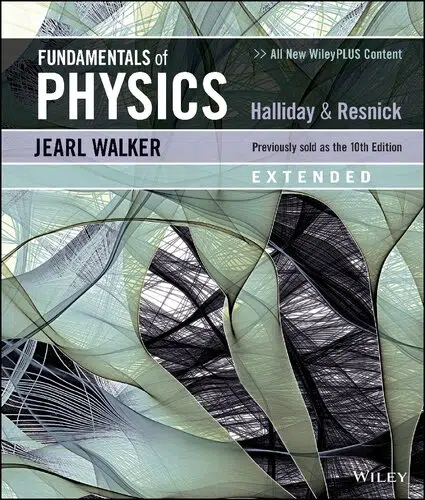 FUNDAMENTALS of
PHYSICS
>> All New WileyPLUS Content
Halliday & Resnick
JEARL WALKER
Previously sold as the 10th Edition
EXTENDED
WILEY